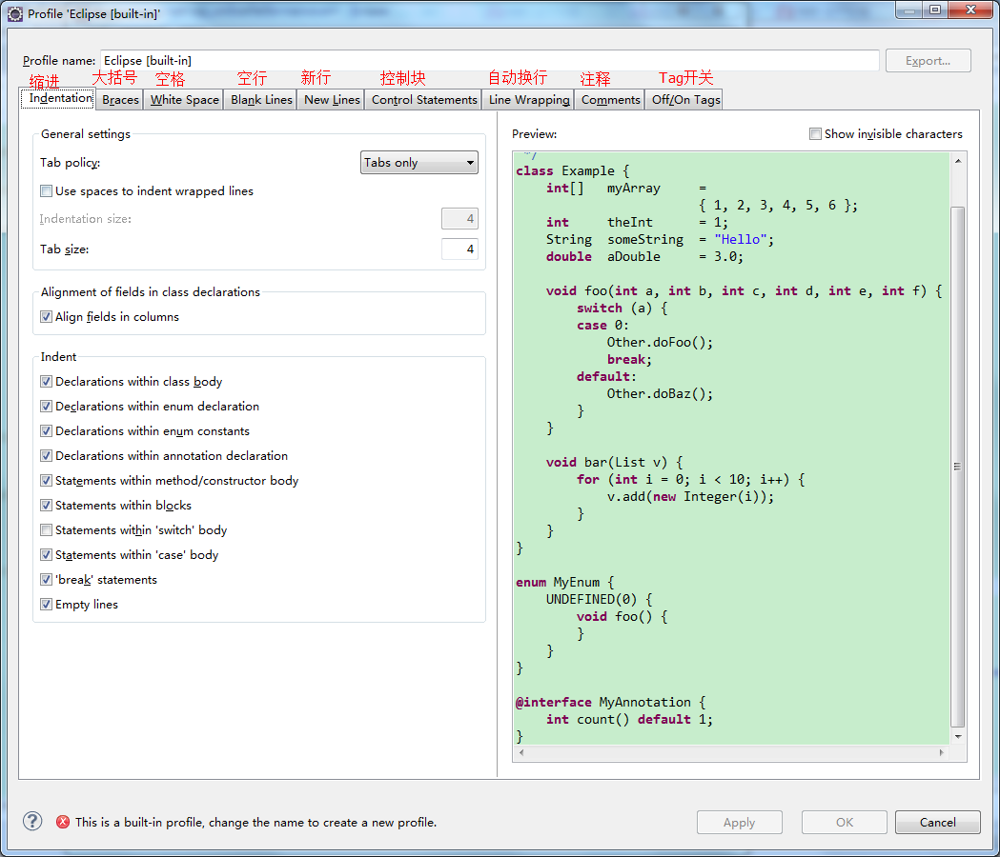 Profile 'Eclipse [built-in]'
Profile name: Eclipse [built-in] Export...
缩进 大括号 空格 空行 新行 控制块 自动换行 注释 Tag开关
Indentation Braces White Space Blank Lines New Lines Control Statements Line Wrapping Comments Off/On Tags
General settings
Tab policy: Tabs only
Use spaces to indent wrapped lines
Indentation size: 4
Tab size: 4
Alignment of fields in class declarations
Align fields in columns
Indent
Declarations within class body
Declarations within enum declaration
Declarations within enum constants
Declarations within annotation declaration
Statements within method/constructor body
Statements within blocks
Statements within 'switch' body
Statements within 'case' body
'break' statements
Empty lines
Preview: Show invisible characters
*/
class Example {
int[] myArray =
{ 1, 2, 3, 4, 5, 6 };
int theInt = 1;
String someString = "Hello";
double aDouble = 3.0;
void foo(int a, int b, int c, int d, int e, int f) {
switch (a) {
case 0:
Other.doFoo();
break;
default:
Other.doBaz();
}
}
void bar(List v) {
for (int i = 0; i < 10; i++) {
v.add(new Integer(i));
}
}
}
enum MyEnum {
UNDEFINED(0) {
void foo() {
}
}
}
@interface MyAnnotation {
int count() default 1;
}
This is a built-in profile, change the name to create a new profile.
Apply OK Cancel